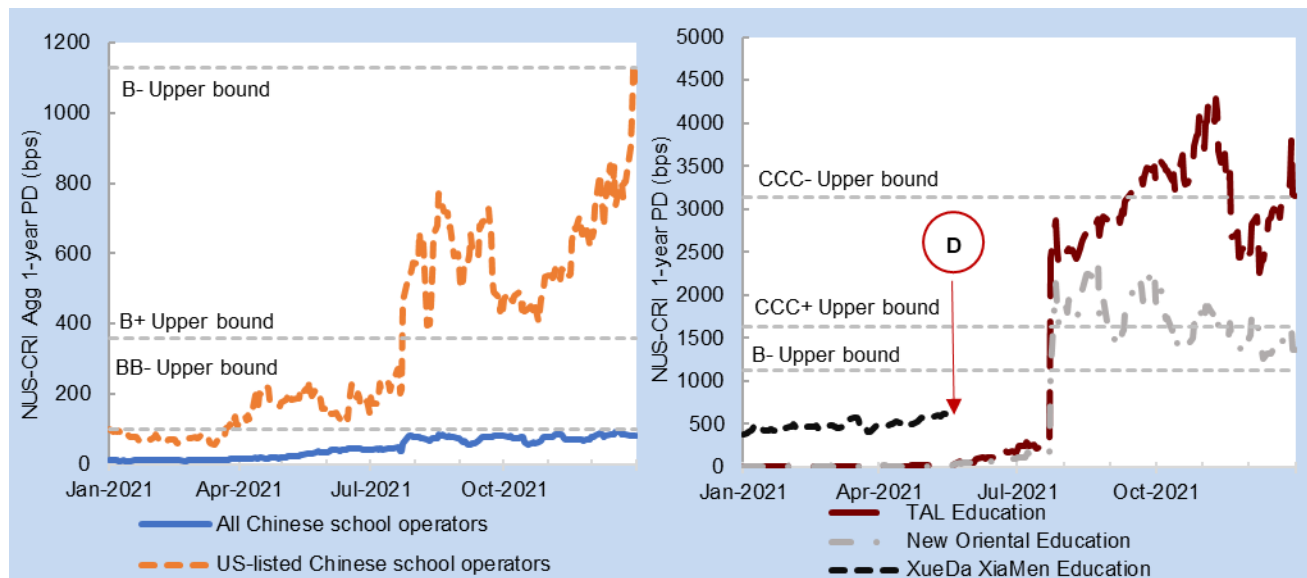 NUS-CRI Agg 1-year PD (bps)
1200
1000
800
600
400
200
0
B- Upper bound
B+ Upper bound
BB- Upper bound
Jan-2021 Apr-2021 Jul-2021 Oct-2021
All Chinese school operators
US-listed Chinese school operators
NUS-CRI 1-year PD (bps)
5000
4500
4000
3500
3000
2500
2000
1500
1000
500
0
CCC- Upper bound
D
CCC+ Upper bound
B- Upper bound
Jan-2021 Apr-2021 Jul-2021 Oct-2021
TAL Education
New Oriental Education
XueDa XiaMen Education